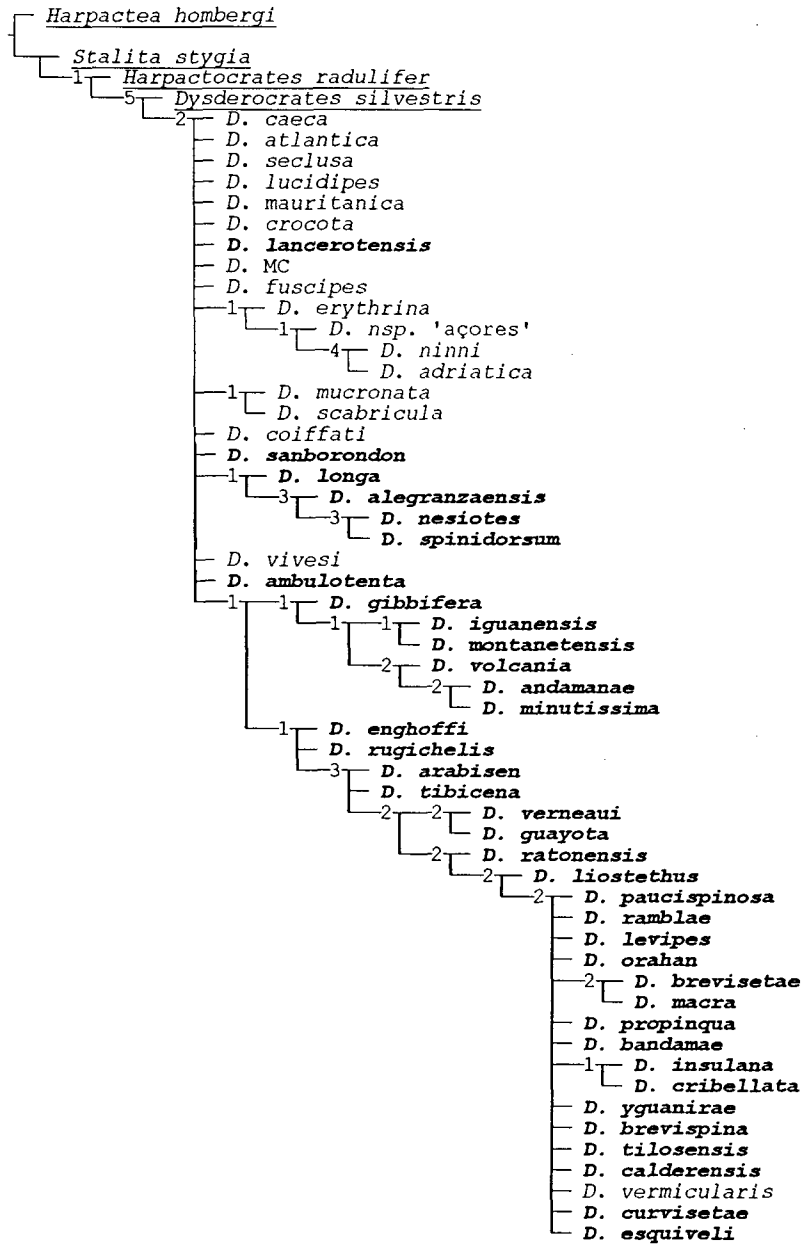 Harpactea hombergi
Stalita stygia
1 Harpactocrates radulifer
5 Dysderocrates silvestris
2 D. caeca
D. atlantica
D. seclusa
D. lucidipes
D. mauritanica
D. crocota
D. lancerotensis
D. MC
D. fuscipes
1 D. erythrina
1 D. nsp. 'açores'
4 D. ninni
D. adriatica
1 D. mucronata
D. scabricula
D. coiffati
D. sanborondon
1 D. longa
3 D. alegranzaensis
3 D. nesiotes
D. spinidorsum
D. vivesi
D. ambulotenta
1 1 D. gibbifera
1 1 D. iguanensis
D. montanetensis
2 D. volcania
2 D. andamanae
D. minutissima
1 D. enghoffi
D. rugichelis
3 D. arabisen
D. tibicena
2 2 D. verneaui
D. guayota
2 D. ratonensis
2 D. liostethus
2 D. paucispinosa
D. ramblae
D. levipes
D. orahan
2 D. brevisetae
D. macra
D. propinqua
D. bandamae
1 D. insulana
D. cribellata
D. yguanirae
D. brevispina
D. tilosensis
D. calderensis
D. vermicularis
D. curvisetae
D. esquiveli